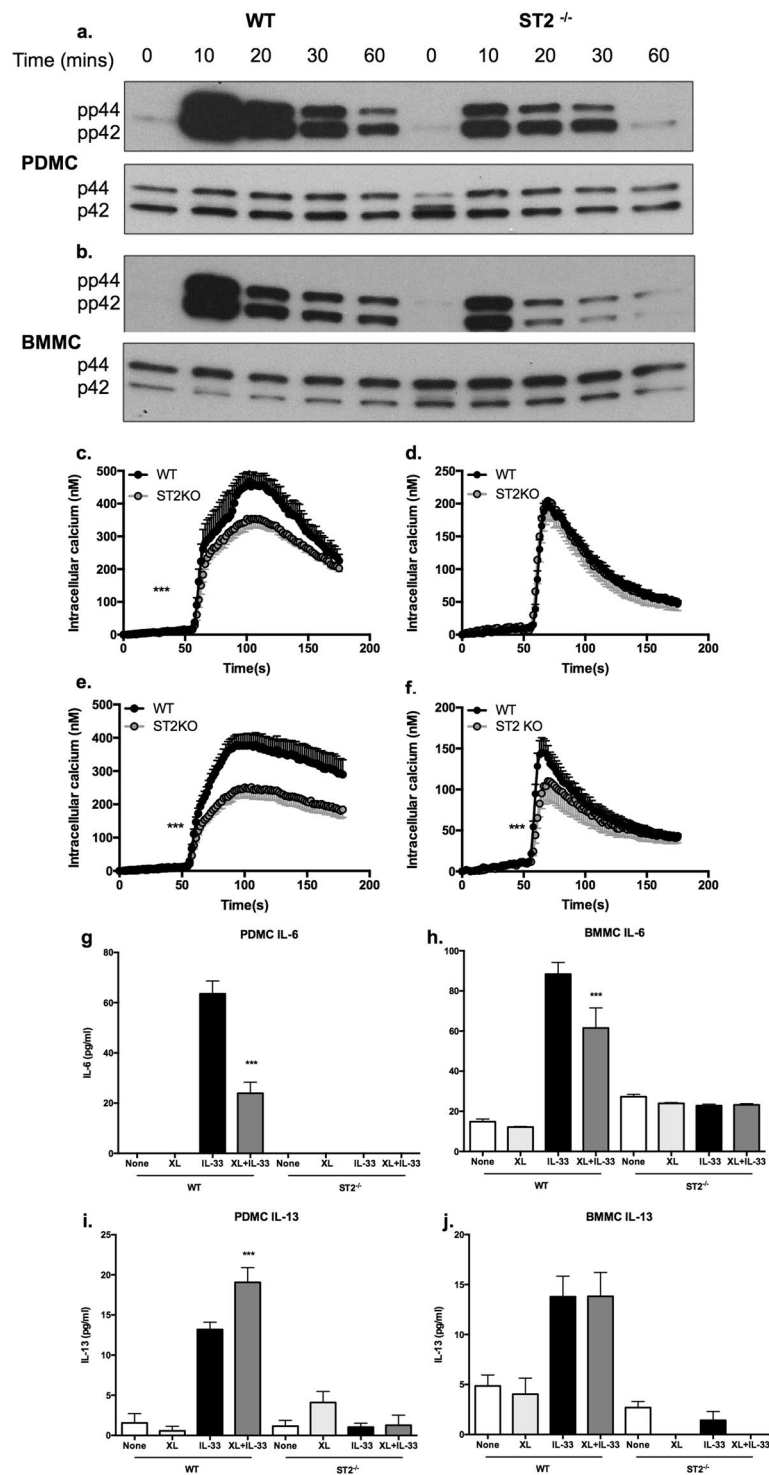 WT ST2 -/-
a.
Time (mins) 0 10 20 30 60 0 10 20 30 60
pp44
pp42
PDMC
p44
p42
b.
pp44
pp42
BMMC
p44
p42
c.
WT
ST2KO
Intracellular calcium (nM)
500
400
300
200
100
0
***
0 50 100 150 200
Time(s)
d.
WT
ST2KO
Intracellular calcium (nM)
250
200
150
100
50
0
0 50 100 150 200
Time(s)
e.
WT
ST2KO
Intracellular calcium (nM)
500
400
300
200
100
0
***
0 50 100 150 200
Time(s)
f.
WT
ST2 KO
Intracellular calcium (nM)
200
150
100
50
0
***
0 50 100 150 200
Time(s)
g
PDMC IL-6
IL-6 (pg/ml)
80
60
40
20
0
***
None XL IL-33 XL+IL-33 None XL IL-33 XL+IL-33
WT ST2-/-
h.
BMMC IL-6
100
80
60
40
20
0
***
None XL IL-33 XL+IL-33 None XL IL-33 XL+IL-33
WT ST2-/-
i.
PDMC IL-13
IL-13 (pg/ml)
25
20
15
10
5
0
***
None XL IL-33 XL+IL-33 None XL IL-33 XL+IL-33
WT ST2-/-
j.
BMMC IL-13
IL-13 (pg/ml)
20
15
10
5
0
None XL IL-33 XL+IL-33 None XL IL-33 XL+IL-33
WT ST2-/-